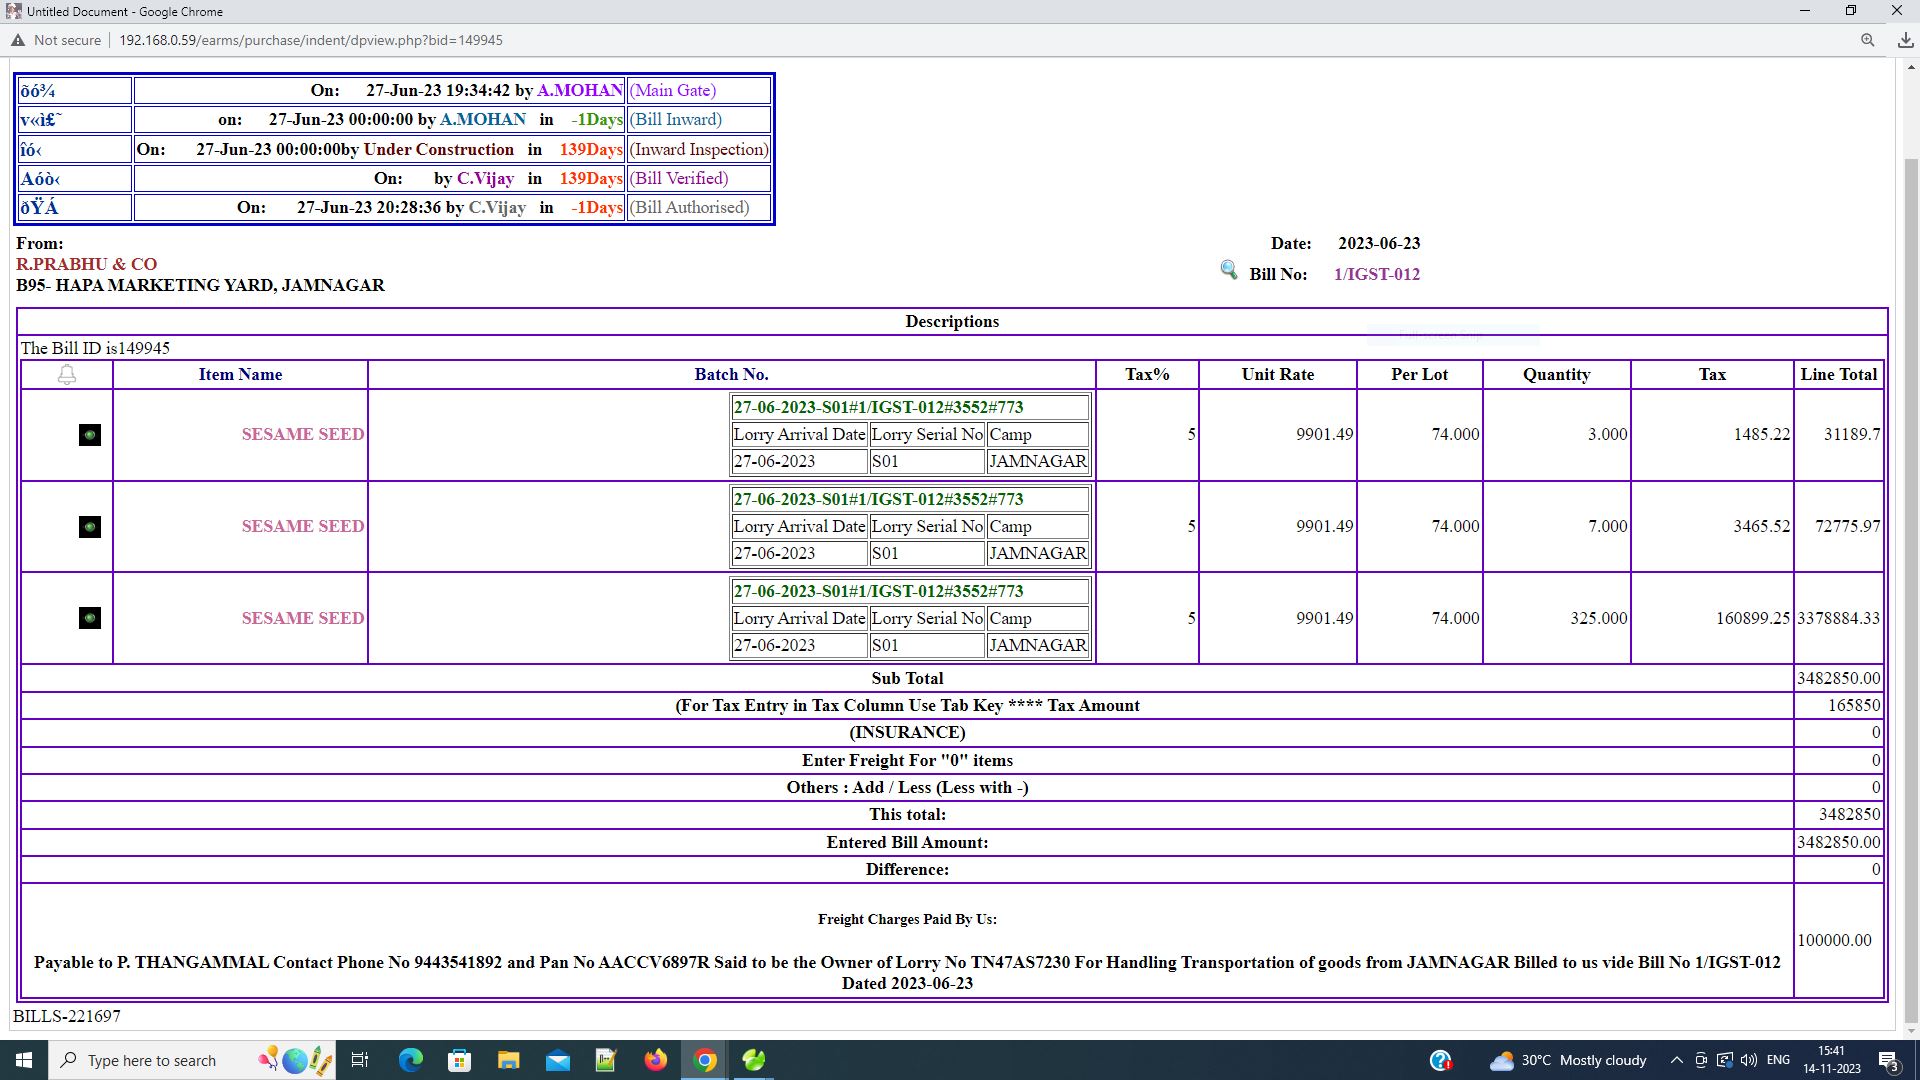 Untitled Document - Google Chrome
Not secure 192.168.0.59/earms/purchase/indent/dpview.php?bid=149945
õó¾ On: 27-Jun-23 19:34:42 by A.MOHAN (Main Gate)
v«ì£˜ on: 27-Jun-23 00:00:00 by A.MOHAN in -1Days (Bill Inward)
îó‹ On: 27-Jun-23 00:00:00by Under Construction in 139Days (Inward Inspection)
Aóò‹ On: by C.Vijay in 139Days (Bill Verified)
ðŸÁ On: 27-Jun-23 20:28:36 by C.Vijay in -1Days (Bill Authorised)
From:
R.PRABHU & CO
B95- HAPA MARKETING YARD, JAMNAGAR
Date: 2023-06-23
Bill No: 1/IGST-012
Descriptions
The Bill ID is149945
Item Name Batch No. Tax% Unit Rate Per Lot Quantity Tax Line Total
27-06-2023-S01#1/IGST-012#3552#773
SESAME SEED Lorry Arrival Date Lorry Serial No Camp 5 9901.49 74.000 3.000 1485.22 31189.7
27-06-2023 S01 JAMNAGAR
27-06-2023-S01#1/IGST-012#3552#773
SESAME SEED Lorry Arrival Date Lorry Serial No Camp 5 9901.49 74.000 7.000 3465.52 72775.97
27-06-2023 S01 JAMNAGAR
27-06-2023-S01#1/IGST-012#3552#773
SESAME SEED Lorry Arrival Date Lorry Serial No Camp 5 9901.49 74.000 325.000 160899.25 3378884.33
27-06-2023 S01 JAMNAGAR
Sub Total 3482850.00
(For Tax Entry in Tax Column Use Tab Key **** Tax Amount 165850
(INSURANCE) 0
Enter Freight For "0" items 0
Others : Add / Less (Less with -) 0
This total: 3482850
Entered Bill Amount: 3482850.00
Difference: 0
Freight Charges Paid By Us:
100000.00
Payable to P. THANGAMMAL Contact Phone No 9443541892 and Pan No AACCV6897R Said to be the Owner of Lorry No TN47AS7230 For Handling Transportation of goods from JAMNAGAR Billed to us vide Bill No 1/IGST-012
Dated 2023-06-23
BILLS-221697
Type here to search
30°C Mostly cloudy
ENG
15:41
14-11-2023
3